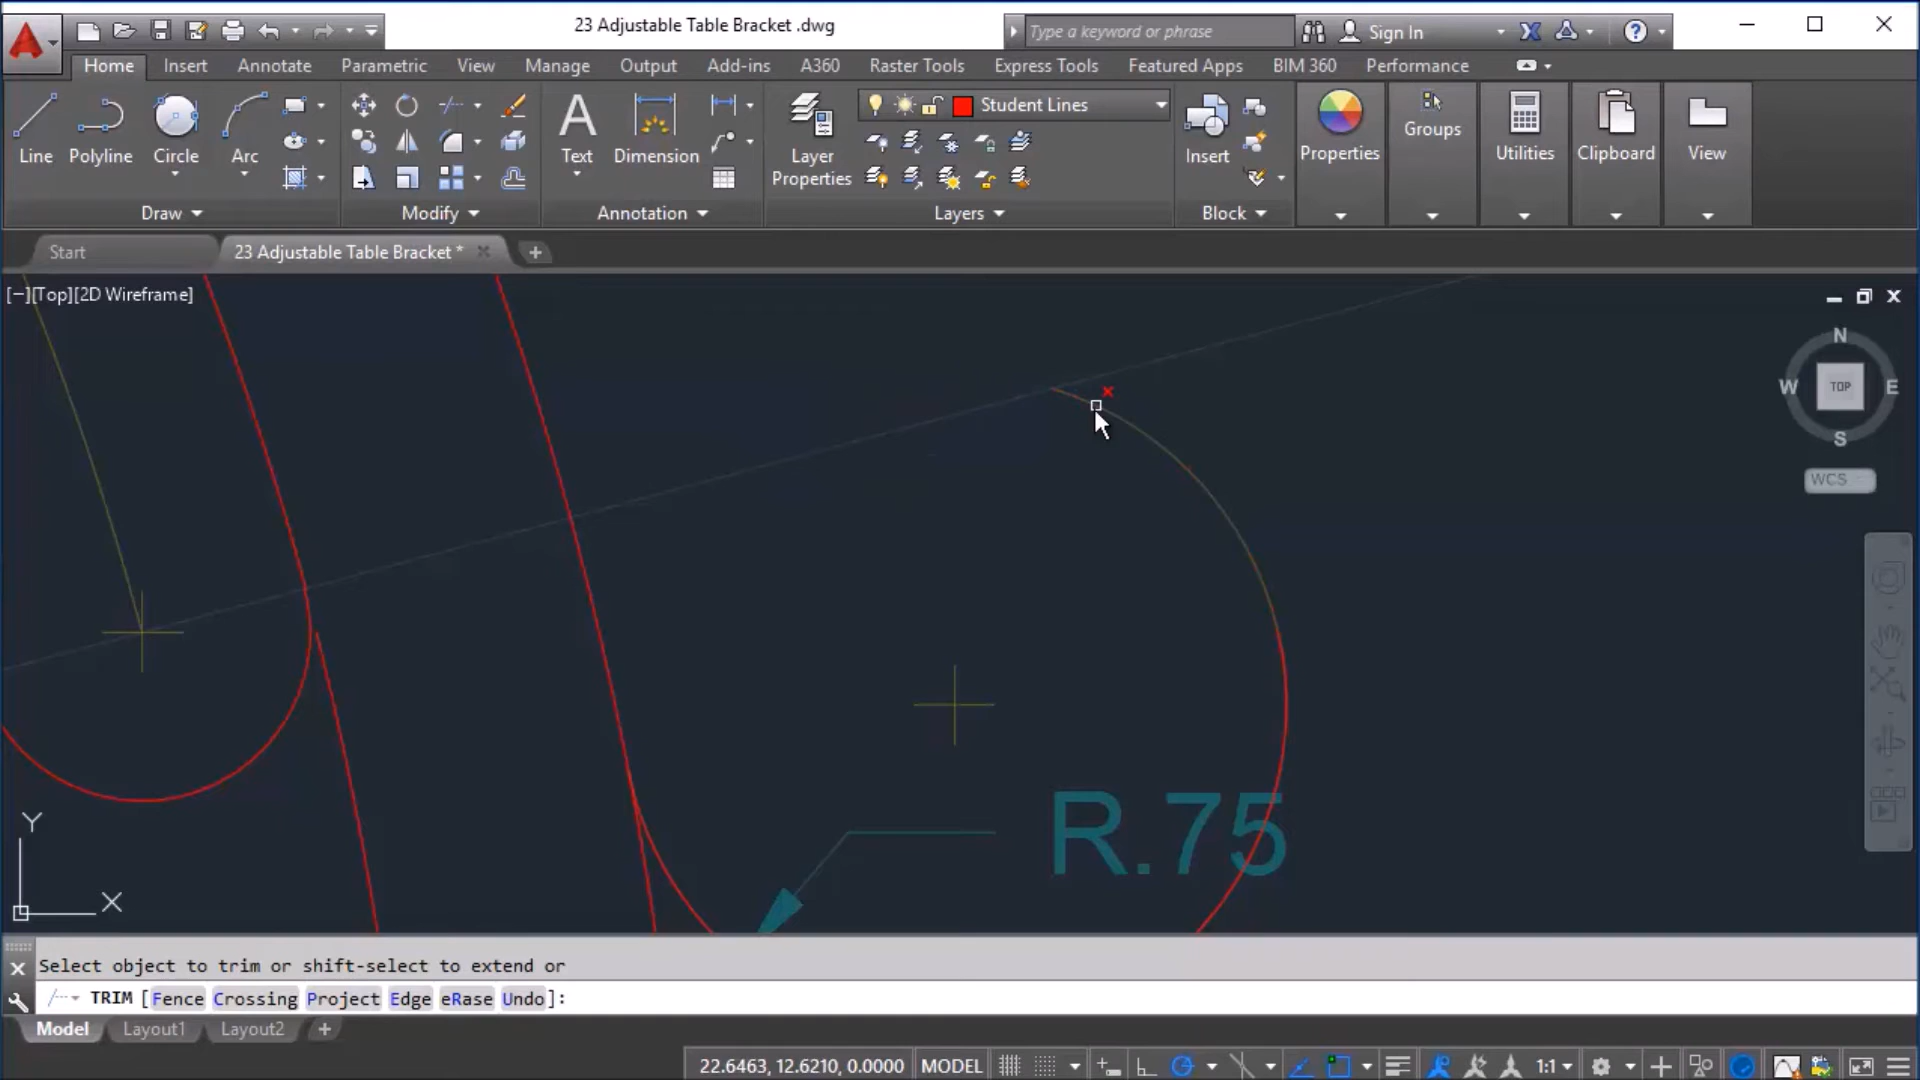 23 Adjustable Table Bracket .dwg
Type a keyword or phrase
Sign In
Home Insert Annotate Parametric View Manage Output Add-ins A360 Raster Tools Express Tools Featured Apps BIM 360 Performance
Student Lines
A
Line Polyline Circle Arc Text Dimension Layer Properties Insert Properties Groups Utilities Clipboard View
Draw Modify Annotation Layers Block
Start 23 Adjustable Table Bracket *
[−][Top][2D Wireframe]
N
W TOP E
S
WCS
R.75
Y
X
Select object to trim or shift-select to extend or
TRIM [Fence Crossing Project Edge eRase Undo]:
Model Layout1 Layout2
22.6463, 12.6210, 0.0000 MODEL 1:1